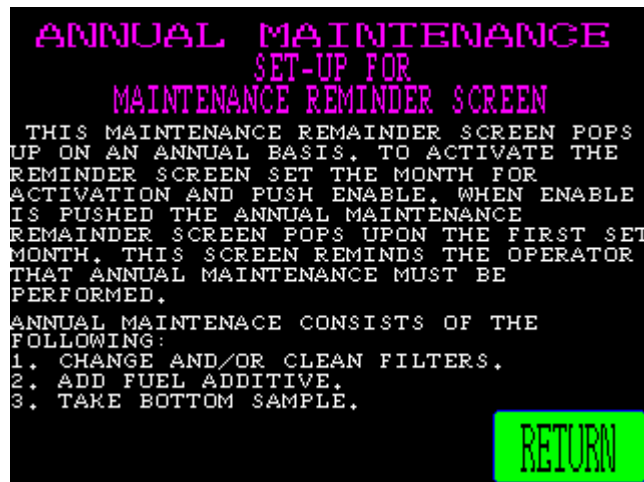 ANNUAL MAINTENANCE
SET-UP FOR
MAINTENANCE REMINDER SCREEN
THIS MAINTENANCE REMAINDER SCREEN POPS
UP ON AN ANNUAL BASIS. TO ACTIVATE THE
REMINDER SCREEN SET THE MONTH FOR
ACTIVATION AND PUSH ENABLE. WHEN ENABLE
IS PUSHED THE ANNUAL MAINTENANCE
REMAINDER SCREEN POPS UPON THE FIRST SET
MONTH. THIS SCREEN REMINDS THE OPERATOR
THAT ANNUAL MAINTENANCE MUST BE
PERFORMED.
ANNUAL MAINTENACE CONSISTS OF THE
FOLLOWING:
1. CHANGE AND/OR CLEAN FILTERS.
2. ADD FUEL ADDITIVE.
3. TAKE BOTTOM SAMPLE.
RETURN